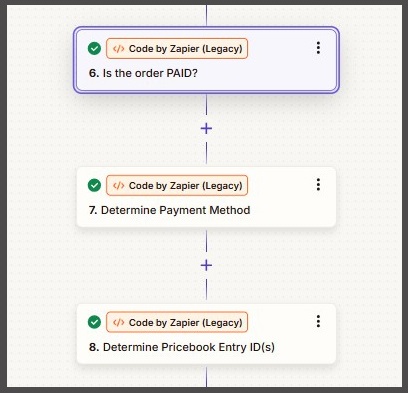 Code by Zapier (Legacy)
6. Is the order PAID?
Code by Zapier (Legacy)
7. Determine Payment Method
Code by Zapier (Legacy)
8. Determine Pricebook Entry ID(s)